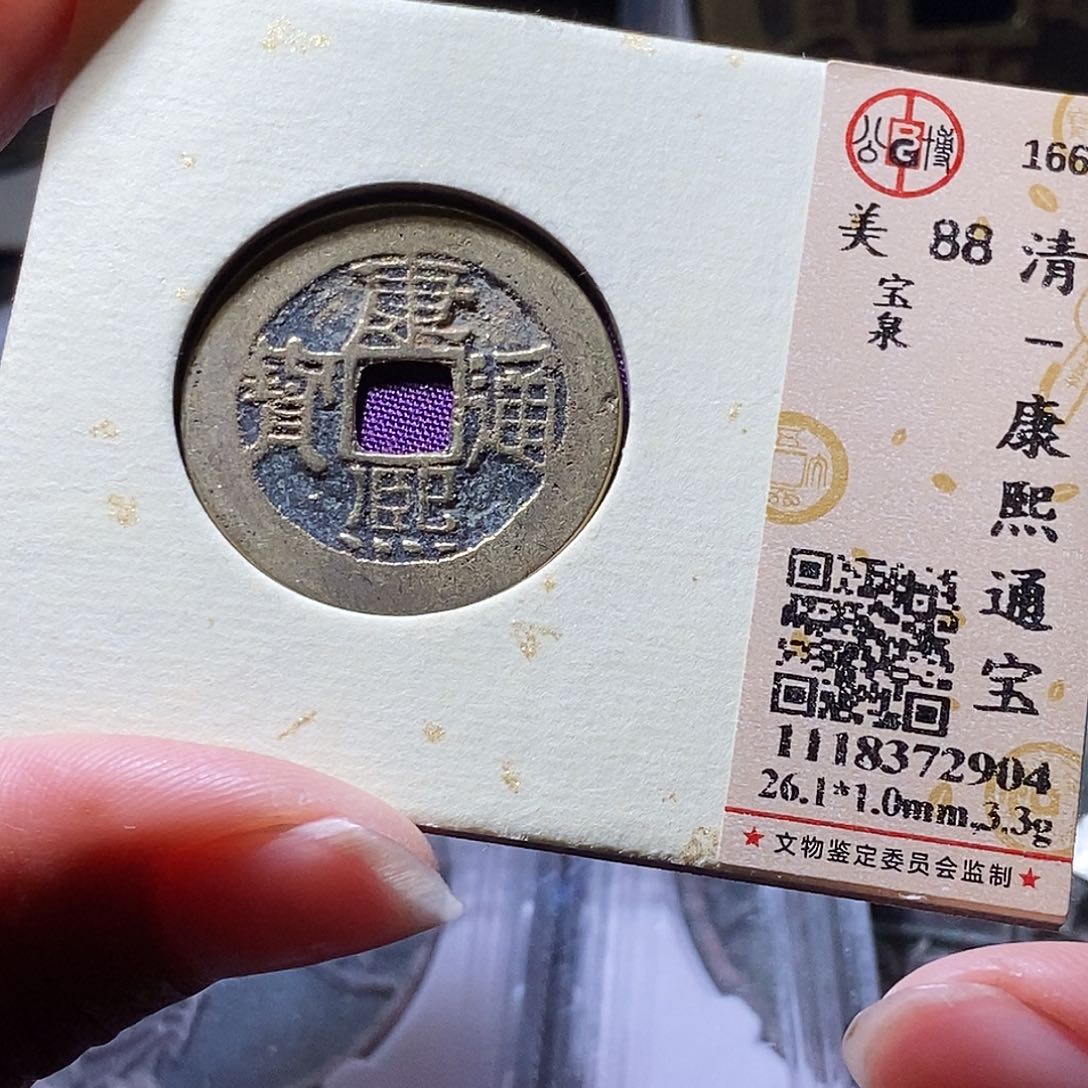 康熙通寳
公博
166
美 88
宝泉
清一康熙通宝
1118372904
26.1*1.0mm 3.3g
★文物鉴定委员会监制★